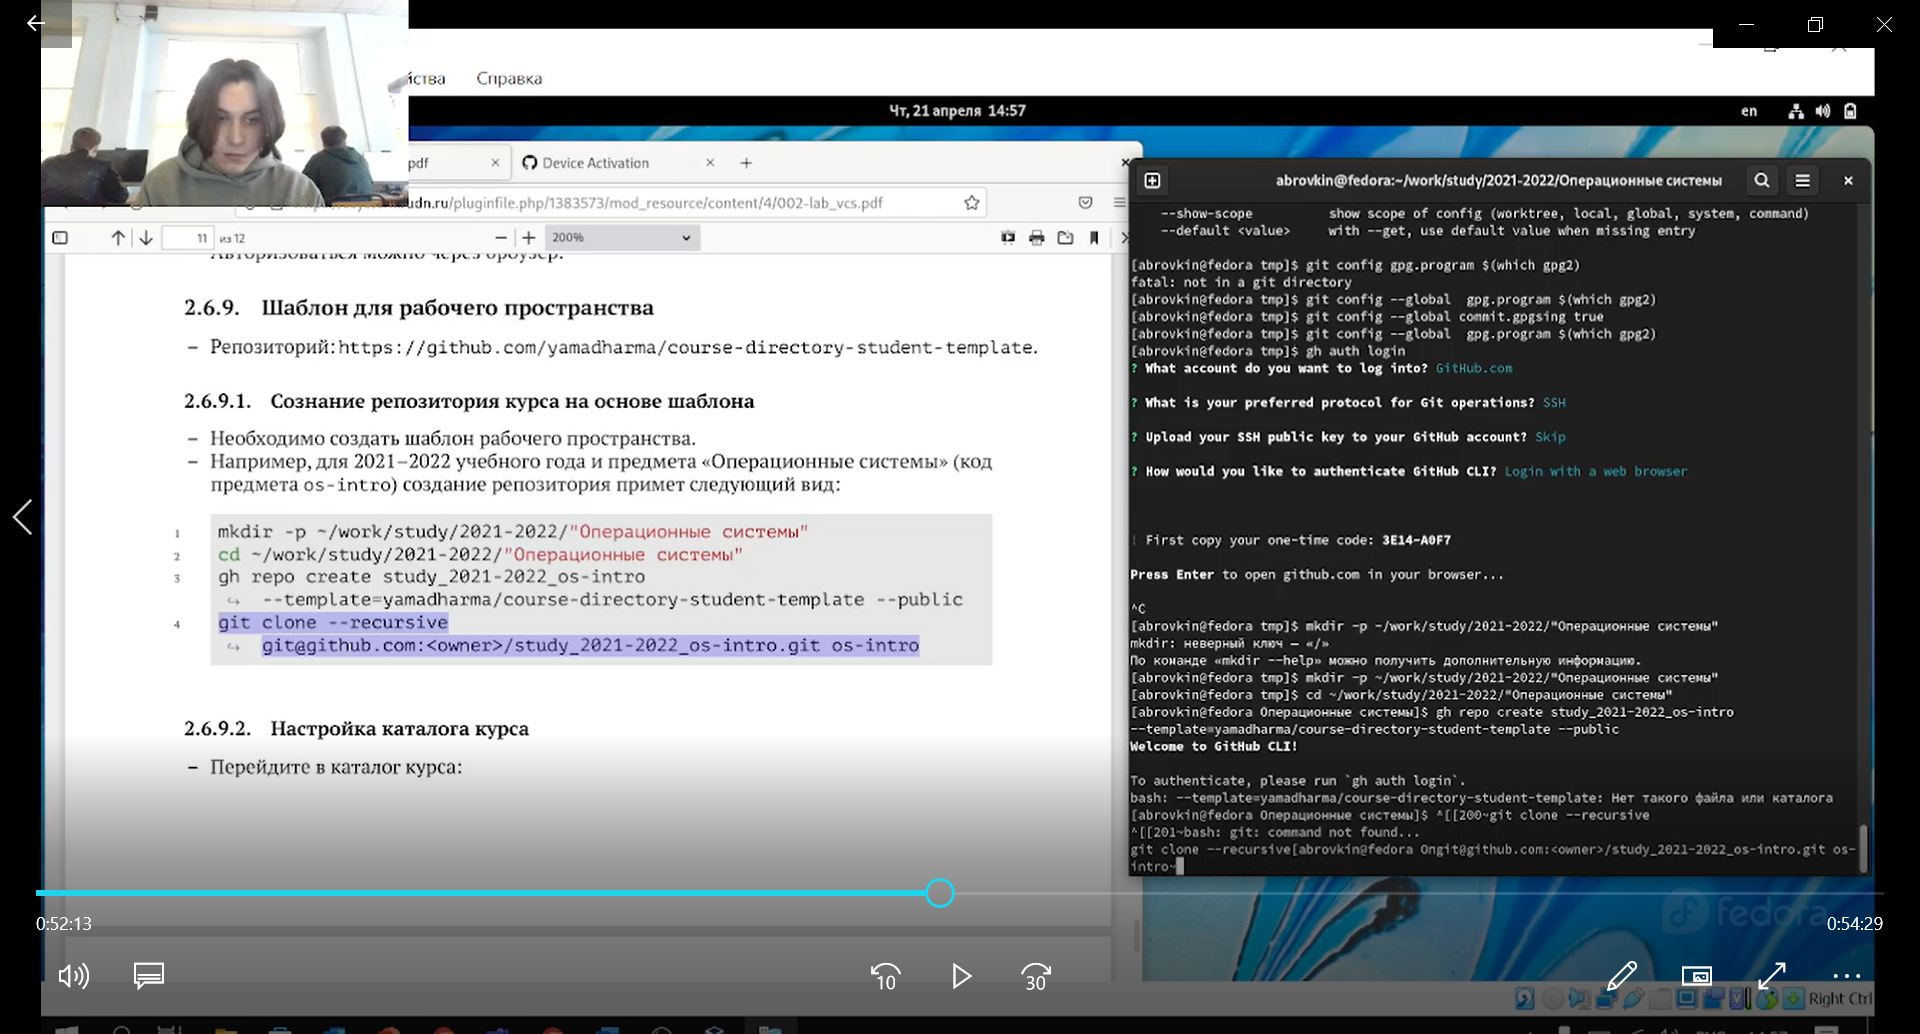 йства Справка
Чт, 21 апреля 14:57
en
pdf
Device Activation
udn.ru/pluginfile.php/1383573/mod_resource/content/4/002-lab_vcs.pdf
11 из 12
200%
Авторизоваться можно через броузер.
2.6.9. Шаблон для рабочего пространства
– Репозиторий: https://github.com/yamadharma/course-directory-student-template.
2.6.9.1. Сознание репозитория курса на основе шаблона
– Необходимо создать шаблон рабочего пространства.
– Например, для 2021–2022 учебного года и предмета «Операционные системы» (код
предмета os-intro) создание репозитория примет следующий вид:
1 mkdir -p ~/work/study/2021-2022/"Операционные системы"
2 cd ~/work/study/2021-2022/"Операционные системы"
3 gh repo create study_2021-2022_os-intro
↪ --template=yamadharma/course-directory-student-template --public
4 git clone --recursive
↪ git@github.com:<owner>/study_2021-2022_os-intro.git os-intro
2.6.9.2. Настройка каталога курса
– Перейдите в каталог курса:
abrovkin@fedora:~/work/study/2021-2022/Операционные системы
--show-scope show scope of config (worktree, local, global, system, command)
--default <value> with --get, use default value when missing entry
[abrovkin@fedora tmp]$ git config gpg.program $(which gpg2)
fatal: not in a git directory
[abrovkin@fedora tmp]$ git config --global  gpg.program $(which gpg2)
[abrovkin@fedora tmp]$ git config --global commit.gpgsing true
[abrovkin@fedora tmp]$ git config --global  gpg.program $(which gpg2)
[abrovkin@fedora tmp]$ gh auth login
? What account do you want to log into? GitHub.com
? What is your preferred protocol for Git operations? SSH
? Upload your SSH public key to your GitHub account? Skip
? How would you like to authenticate GitHub CLI? Login with a web browser
! First copy your one-time code: 3E14-A0F7
Press Enter to open github.com in your browser...
^C
[abrovkin@fedora tmp]$ mkdir -p -/work/study/2021-2022/"Операционные системы"
mkdir: неверный ключ — «/»
По команде «mkdir --help» можно получить дополнительную информацию.
[abrovkin@fedora tmp]$ mkdir -p ~/work/study/2021-2022/"Операционные системы"
[abrovkin@fedora tmp]$ cd ~/work/study/2021-2022/"Операционные системы"
[abrovkin@fedora Операционные системы]$ gh repo create study_2021-2022_os-intro
--template=yamadharma/course-directory-student-template --public
Welcome to GitHub CLI!
To authenticate, please run `gh auth login`.
bash: --template=yamadharma/course-directory-student-template: Нет такого файла или каталога
[abrovkin@fedora Операционные системы]$ ^[[200~git clone --recursive
^[[201~bash: git: command not found...
git clone --recursive[abrovkin@fedora Опgit@github.com:<owner>/study_2021-2022_os-intro.git os-
intro~
fedora
0:52:13
0:54:29
10
30
Right Ctrl